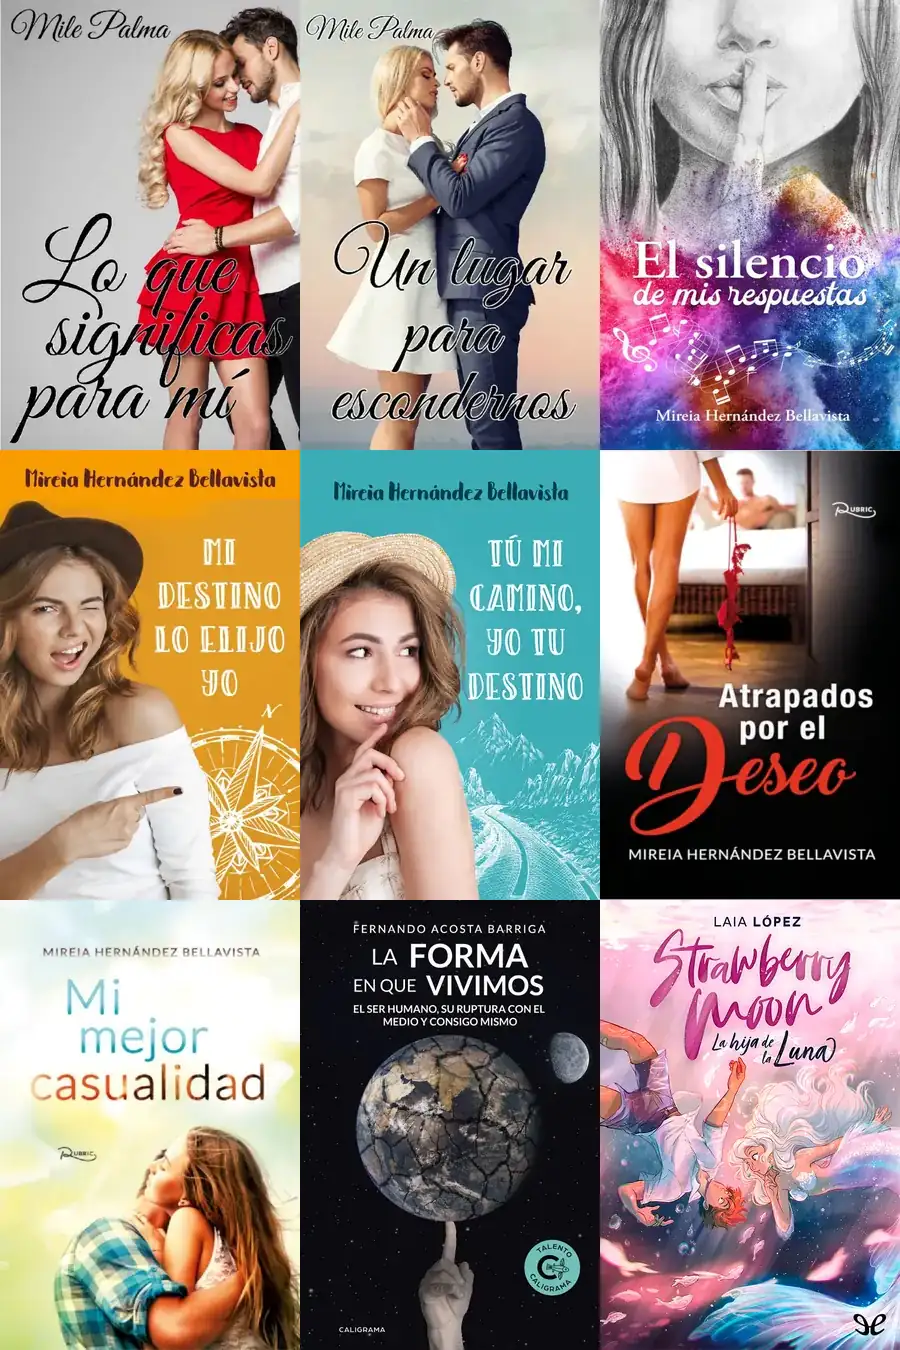 Mile Palma
Lo que
significas
para mí
Mile Palma
Un lugar
para
escondernos
El silencio
de mis respuestas
Mireia Hernández Bellavista
Mireia Hernández Bellavista
MI
DESTINO
LO ELIJO
YO
N
Mireia Hernández Bellavista
TÚ MI
CAMINO,
YO TU
DESTINO
RUBRIC
Atrapados
por el
Deseo
MIREIA HERNÁNDEZ BELLAVISTA
MIREIA HERNÁNDEZ BELLAVISTA
Mi
mejor
casualidad
RUBRIC
FERNANDO ACOSTA BARRIGA
LA FORMA
EN QUE VIVIMOS
EL SER HUMANO, SU RUPTURA CON EL
MEDIO Y CONSIGO MISMO
TALENTO
CALIGRAMA
CALIGRAMA
LAIA LÓPEZ
Strawberry
Moon
La hija de
la Luna